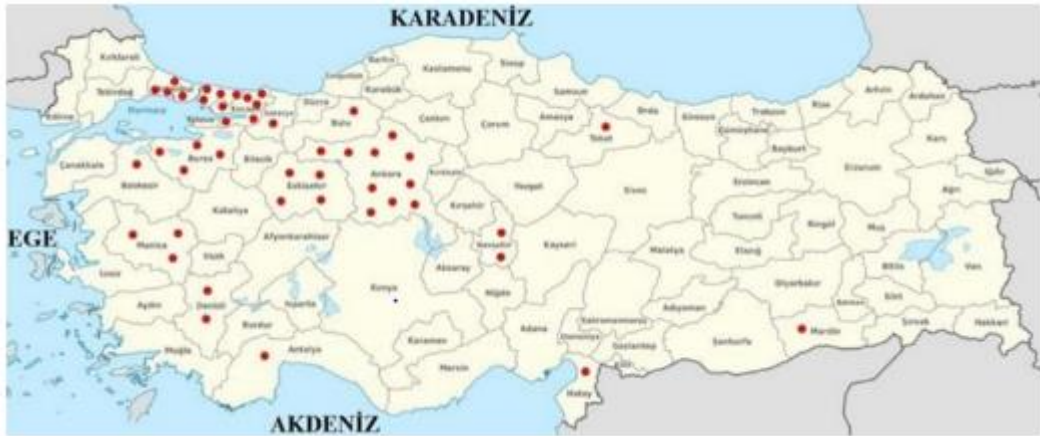 KARADENİZ
Kırklareli
Bartın
Sinop
Kastamonu
Zonguldak
Karabük
Samsun
Artvin
Ardahan
Tekirdağ
Edirne
Marmara
Yalova
Kocaeli
Sakarya
Düzce
Bolu
Çankırı
Çorum
Amasya
Tokat
Ordu
Giresun
Trabzon
Rize
Gümüşhane
Bayburt
Kars
Çanakkale
Balıkesir
Bursa
Bilecik
Eskişehir
Ankara
Kırıkkale
Yozgat
Sivas
Erzincan
Erzurum
Iğdır
Ağrı
Kütahya
Kırşehir
Tunceli
Bingöl
Muş
EGE
Manisa
Uşak
Afyonkarahisar
Nevşehir
Kayseri
Malatya
Elazığ
Bitlis
Van
İzmir
Konya
Aksaray
Niğde
Diyarbakır
Batman
Siirt
Aydın
Denizli
Isparta
Adıyaman
Kahramanmaraş
Mardin
Şırnak
Hakkari
Muğla
Burdur
Antalya
Karaman
Mersin
Adana
Osmaniye
Gaziantep
Kilis
Şanlıurfa
Hatay
AKDENİZ